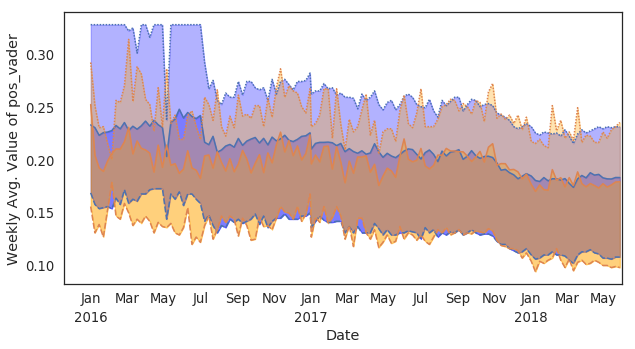 Weekly Avg. Value of pos_vader
0.30
0.25
0.20
0.15
0.10
Jan Mar May Jul Sep Nov Jan Mar May Jul Sep Nov Jan Mar May
2016 2017 2018
Date